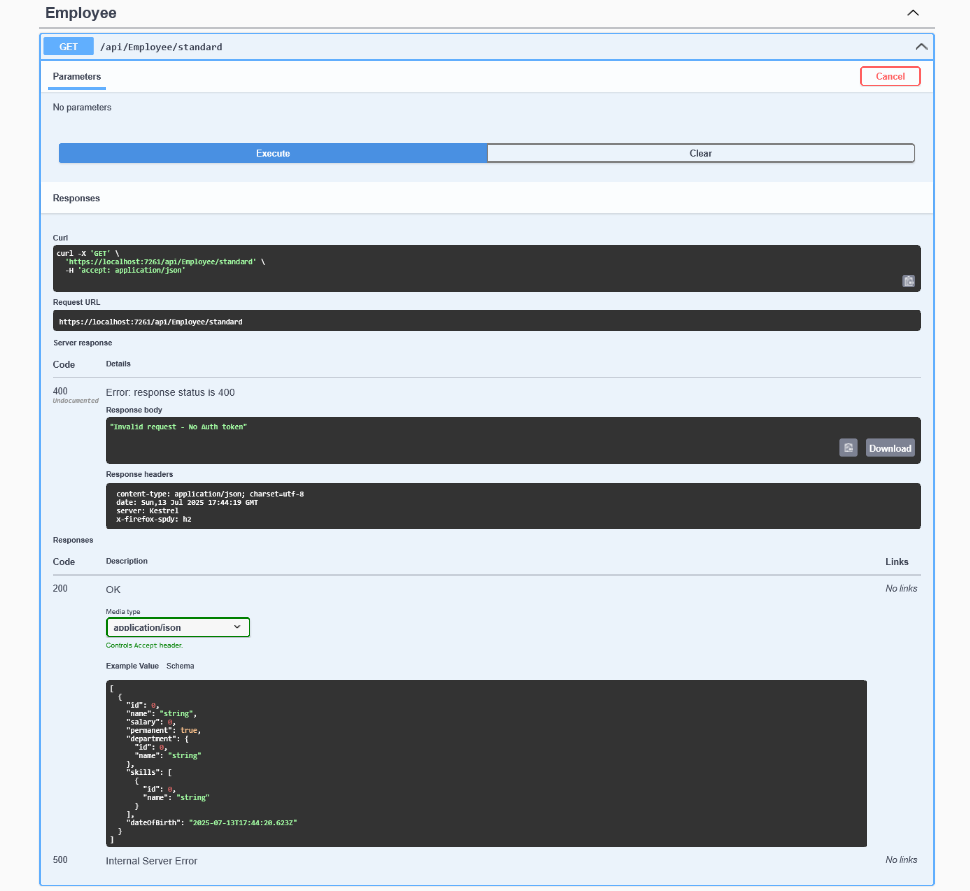 Employee
GET /api/Employee/standard
Parameters Cancel
No parameters
Execute Clear
Responses
Curl
curl -X 'GET' \
  'https://localhost:7261/api/Employee/standard' \
  -H 'accept: application/json'
Request URL
https://localhost:7261/api/Employee/standard
Server response
Code Details
400 Error: response status is 400
Undocumented
Response body
"Invalid request - No Auth token"
Download
Response headers
content-type: application/json; charset=utf-8
date: Sun,13 Jul 2025 17:44:19 GMT
server: Kestrel
x-firefox-spdy: h2
Responses
Code Description Links
200 OK No links
Media type
application/json
Controls Accept header.
Example Value Schema
[
  {
    "id": 0,
    "name": "string",
    "salary": 0,
    "permanent": true,
    "department": {
      "id": 0,
      "name": "string"
    },
    "skills": [
      {
        "id": 0,
        "name": "string"
      }
    ],
    "dateOfBirth": "2025-07-13T17:44:20.623Z"
  }
]
500 Internal Server Error No links